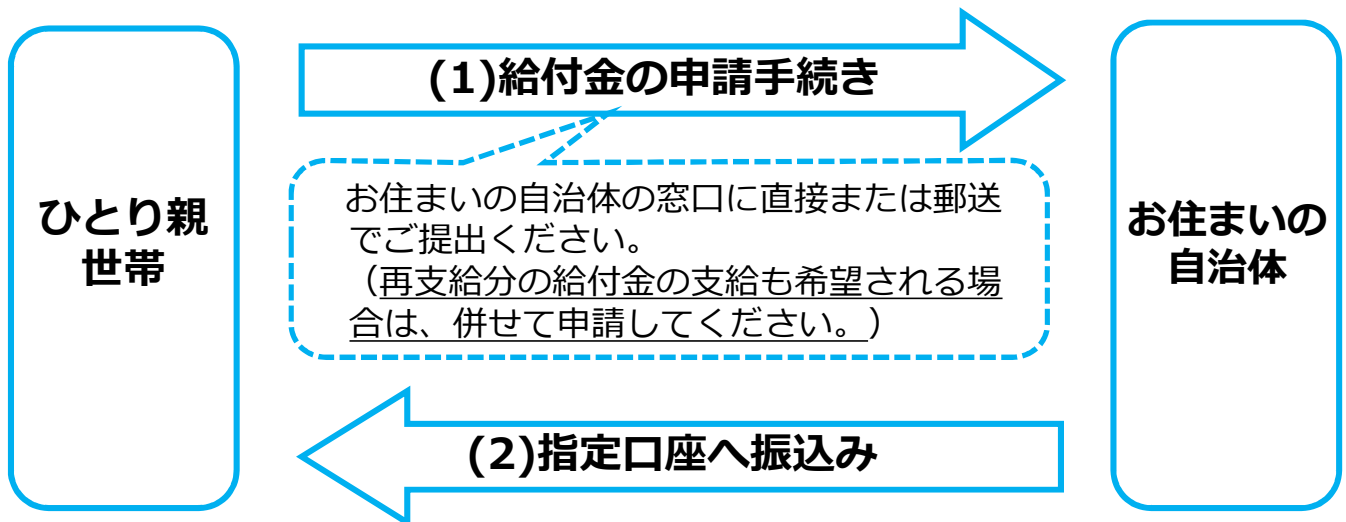 (1)給付金の申請手続き
ひとり親
世帯
お住まいの自治体の窓口に直接または郵送
でご提出ください。
（再支給分の給付金の支給も希望される場
合は、併せて申請してください。）
お住まいの
自治体
(2)指定口座へ振込み